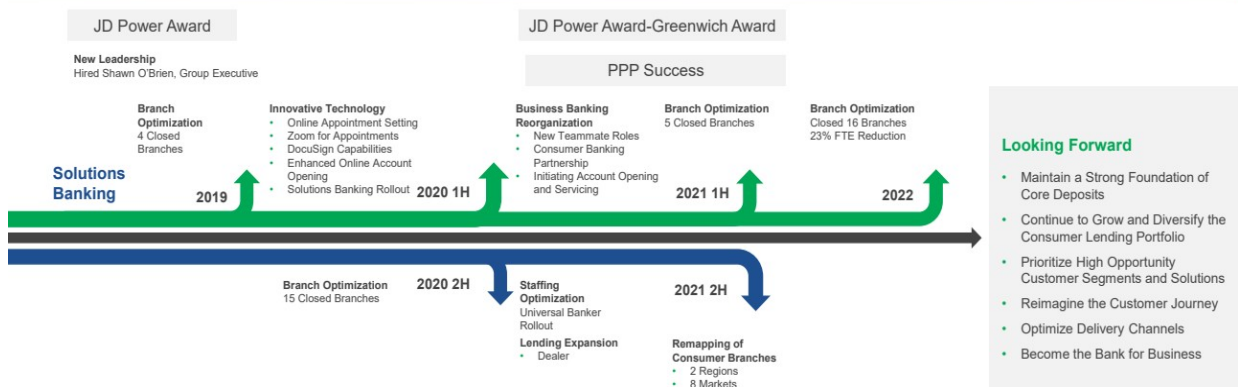 JD Power Award
JD Power Award-Greenwich Award
New Leadership
Hired Shawn O'Brien, Group Executive
PPP Success
Branch
Optimization
4 Closed
Branches
Innovative Technology
• Online Appointment Setting
• Zoom for Appointments
• DocuSign Capabilities
• Enhanced Online Account
Opening
• Solutions Banking Rollout
Business Banking
Reorganization
• New Teammate Roles
• Consumer Banking
Partnership
• Initiating Account Opening
and Servicing
Branch Optimization
5 Closed Branches
Branch Optimization
Closed 16 Branches
23% FTE Reduction
Solutions
Banking
2019
2020 1H
2021 1H
2022
Branch Optimization
15 Closed Branches
2020 2H
Staffing
Optimization
Universal Banker
Rollout
Lending Expansion
• Dealer
2021 2H
Remapping of
Consumer Branches
• 2 Regions
• 8 Markets
Looking Forward
• Maintain a Strong Foundation of
Core Deposits
• Continue to Grow and Diversify the
Consumer Lending Portfolio
• Prioritize High Opportunity
Customer Segments and Solutions
• Reimagine the Customer Journey
• Optimize Delivery Channels
• Become the Bank for Business